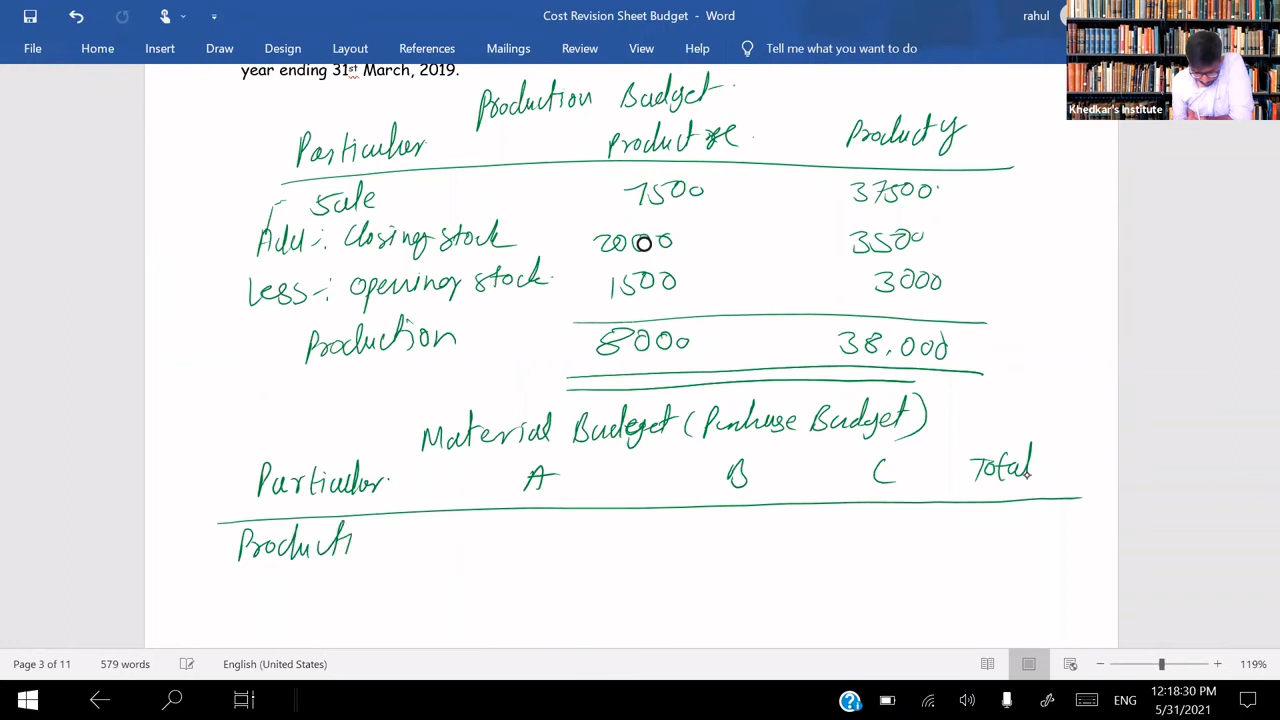 Cost Revision Sheet Budget - Word
rahul
File Home Insert Draw Design Layout References Mailings Review View Help Tell me what you want to do
Khedkar's Institute
year ending 31st March, 2019.
Production Budget
Particular Product x Product y
Sale 7500 37500
Add :- Closing stock 2000 3500
Less :- opening stock 1500 3000
Production 8000 38,000
Material Budget (Purchase Budget)
Particular A B C Total
Product
Page 3 of 11 579 words English (United States) 119%
ENG
12:18:30 PM
5/31/2021